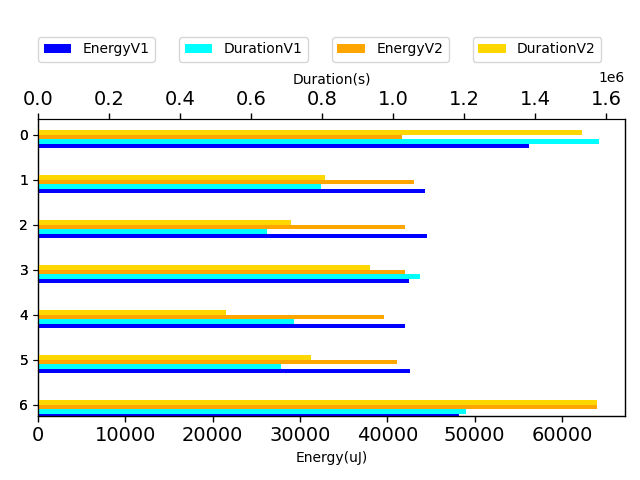 EnergyV1 DurationV1 EnergyV2 DurationV2
Duration(s)
1e6
0.0 0.2 0.4 0.6 0.8 1.0 1.2 1.4 1.6
0
1
2
3
4
5
6
0 10000 20000 30000 40000 50000 60000
Energy(uJ)